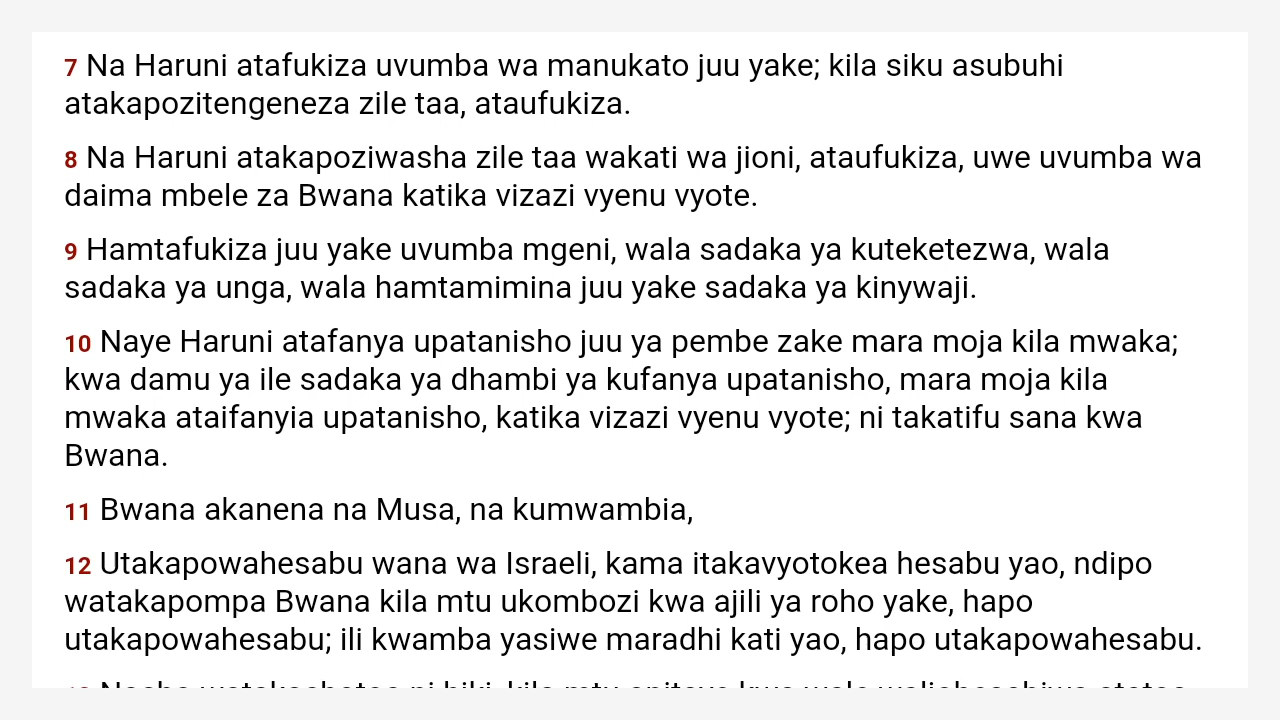 7 Na Haruni atafukiza uvumba wa manukato juu yake; kila siku asubuhi
atakapozitengeneza zile taa, ataufukiza.
8 Na Haruni atakapoziwasha zile taa wakati wa jioni, ataufukiza, uwe uvumba wa
daima mbele za Bwana katika vizazi vyenu vyote.
9 Hamtafukiza juu yake uvumba mgeni, wala sadaka ya kuteketezwa, wala
sadaka ya unga, wala hamtamimina juu yake sadaka ya kinywaji.
10 Naye Haruni atafanya upatanisho juu ya pembe zake mara moja kila mwaka;
kwa damu ya ile sadaka ya dhambi ya kufanya upatanisho, mara moja kila
mwaka ataifanyia upatanisho, katika vizazi vyenu vyote; ni takatifu sana kwa
Bwana.
11 Bwana akanena na Musa, na kumwambia,
12 Utakapowahesabu wana wa Israeli, kama itakavyotokea hesabu yao, ndipo
watakapompa Bwana kila mtu ukombozi kwa ajili ya roho yake, hapo
utakapowahesabu; ili kwamba yasiwe maradhi kati yao, hapo utakapowahesabu.